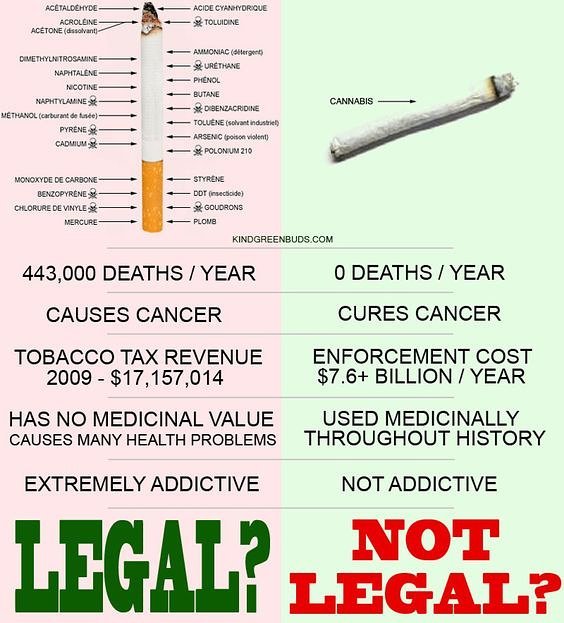 ACÉTALDÉHYDE
ACROLÉINE
ACÉTONE (dissolvant)
DIMETHYLNITROSAMINE
NAPHTALÈNE
NICOTINE
NAPHTYLAMINE
MÉTHANOL (carburant de fusée)
PYRÈNE
CADMIUM
MONOXYDE DE CARBONE
BENZOPYRÈNE
CHLORURE DE VINYLE
MERCURE
ACIDE CYANHYDRIQUE
TOLUIDINE
AMMONIAC (détergent)
URÉTHANE
PHÉNOL
BUTANE
DIBENZACRIDINE
TOLUÈNE (solvant industriel)
ARSENIC (poison violent)
POLONIUM 210
STYRÈNE
DDT (insecticide)
GOUDRONS
PLOMB
CANNABIS
KINDGREENBUDS.COM
443,000 DEATHS / YEAR
0 DEATHS / YEAR
CAUSES CANCER
CURES CANCER
TOBACCO TAX REVENUE
2009 - $17,157,014
ENFORCEMENT COST
$7.6+ BILLION / YEAR
HAS NO MEDICINAL VALUE
CAUSES MANY HEALTH PROBLEMS
USED MEDICINALLY
THROUGHOUT HISTORY
EXTREMELY ADDICTIVE
NOT ADDICTIVE
LEGAL?
NOT
LEGAL?